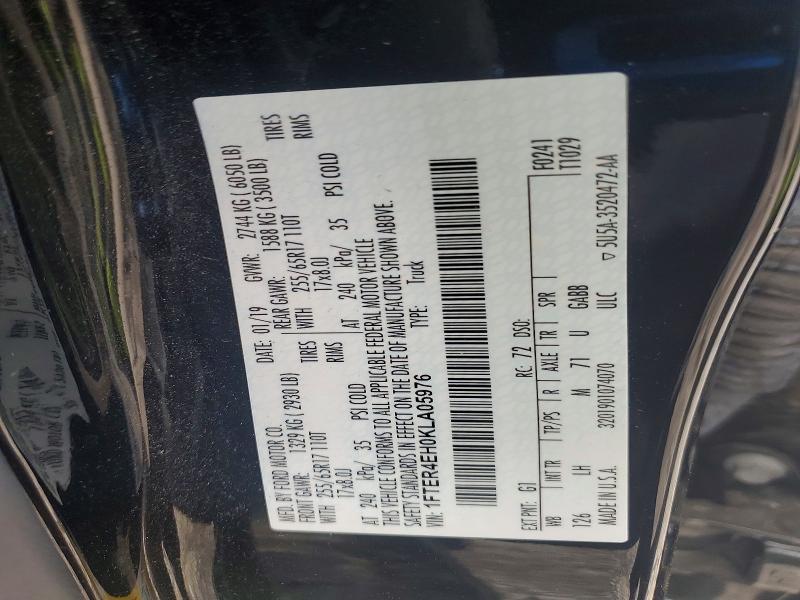 MFD. BY FORD MOTOR CO.
DATE: 01/19 GVWR: 2744 KG ( 6050 LB)
FRONT GAWR: 1329 KG ( 2930 LB) REAR GAWR: 1588 KG ( 3500 LB)
WITH 255/65R17 110T TIRES WITH 255/65R17 110T TIRES
17x8.0J RIMS 17x8.0J RIMS
AT 240 kPa/ 35 PSI COLD AT 240 kPa/ 35 PSI COLD
THIS VEHICLE CONFORMS TO ALL APPLICABLE FEDERAL MOTOR VEHICLE
SAFETY STANDARDS IN EFFECT ON THE DATE OF MANUFACTURE SHOWN ABOVE.
VIN: 1FTER4EH0KLA05976 TYPE: Truck
EXT PNT: G1 RC: 72 DSO: F0241
WB INT TR TP/PS R AXLE TR SPR T1029
126 LH M 71 U GABB
MADE IN U.S.A. 3201901074070 ULC 5U5A-3520472-AA